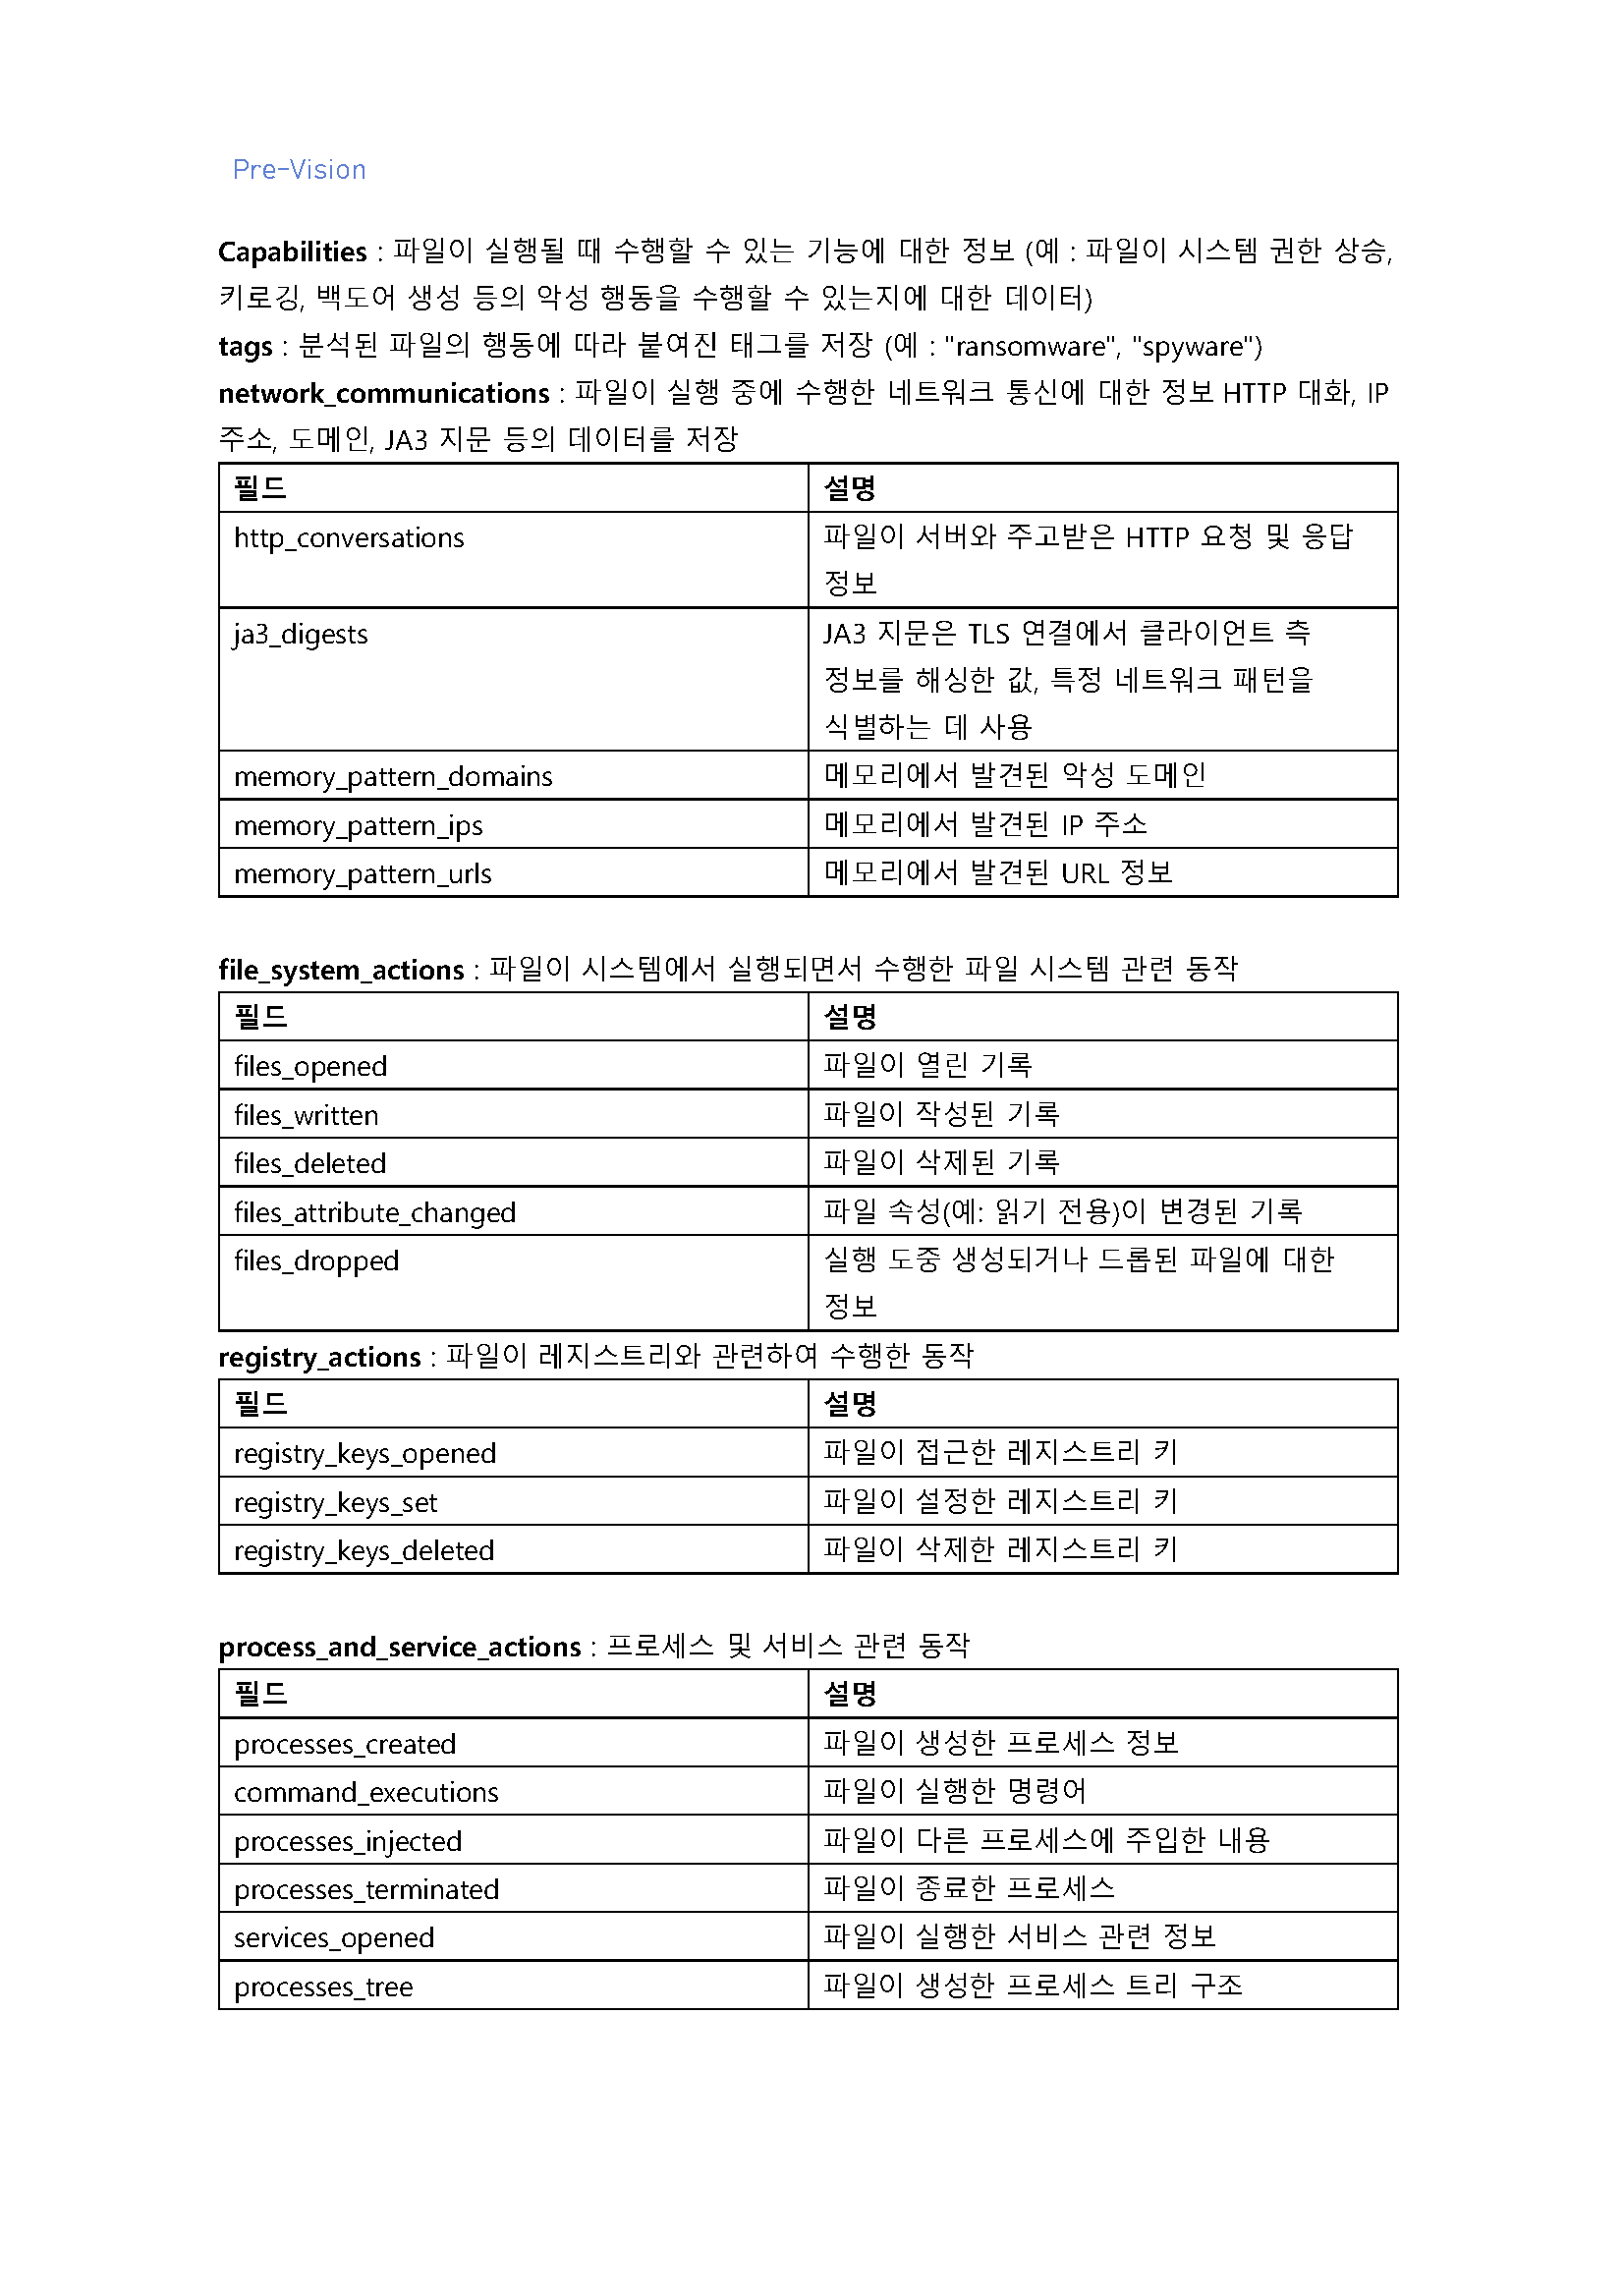 Pre-Vision
Capabilities : 파일이 실행될 때 수행할 수 있는 기능에 대한 정보 (예 : 파일이 시스템 권한 상승,
키로깅, 백도어 생성 등의 악성 행동을 수행할 수 있는지에 대한 데이터)
tags : 분석된 파일의 행동에 따라 붙여진 태그를 저장 (예 : "ransomware", "spyware")
network_communications : 파일이 실행 중에 수행한 네트워크 통신에 대한 정보 HTTP 대화, IP
주소, 도메인, JA3 지문 등의 데이터를 저장
필드 설명
http_conversations 파일이 서버와 주고받은 HTTP 요청 및 응답
정보
ja3_digests JA3 지문은 TLS 연결에서 클라이언트 측
정보를 해싱한 값, 특정 네트워크 패턴을
식별하는 데 사용
memory_pattern_domains 메모리에서 발견된 악성 도메인
memory_pattern_ips 메모리에서 발견된 IP 주소
memory_pattern_urls 메모리에서 발견된 URL 정보
file_system_actions : 파일이 시스템에서 실행되면서 수행한 파일 시스템 관련 동작
필드 설명
files_opened 파일이 열린 기록
files_written 파일이 작성된 기록
files_deleted 파일이 삭제된 기록
files_attribute_changed 파일 속성(예: 읽기 전용)이 변경된 기록
files_dropped 실행 도중 생성되거나 드롭된 파일에 대한
정보
registry_actions : 파일이 레지스트리와 관련하여 수행한 동작
필드 설명
registry_keys_opened 파일이 접근한 레지스트리 키
registry_keys_set 파일이 설정한 레지스트리 키
registry_keys_deleted 파일이 삭제한 레지스트리 키
process_and_service_actions : 프로세스 및 서비스 관련 동작
필드 설명
processes_created 파일이 생성한 프로세스 정보
command_executions 파일이 실행한 명령어
processes_injected 파일이 다른 프로세스에 주입한 내용
processes_terminated 파일이 종료한 프로세스
services_opened 파일이 실행한 서비스 관련 정보
processes_tree 파일이 생성한 프로세스 트리 구조